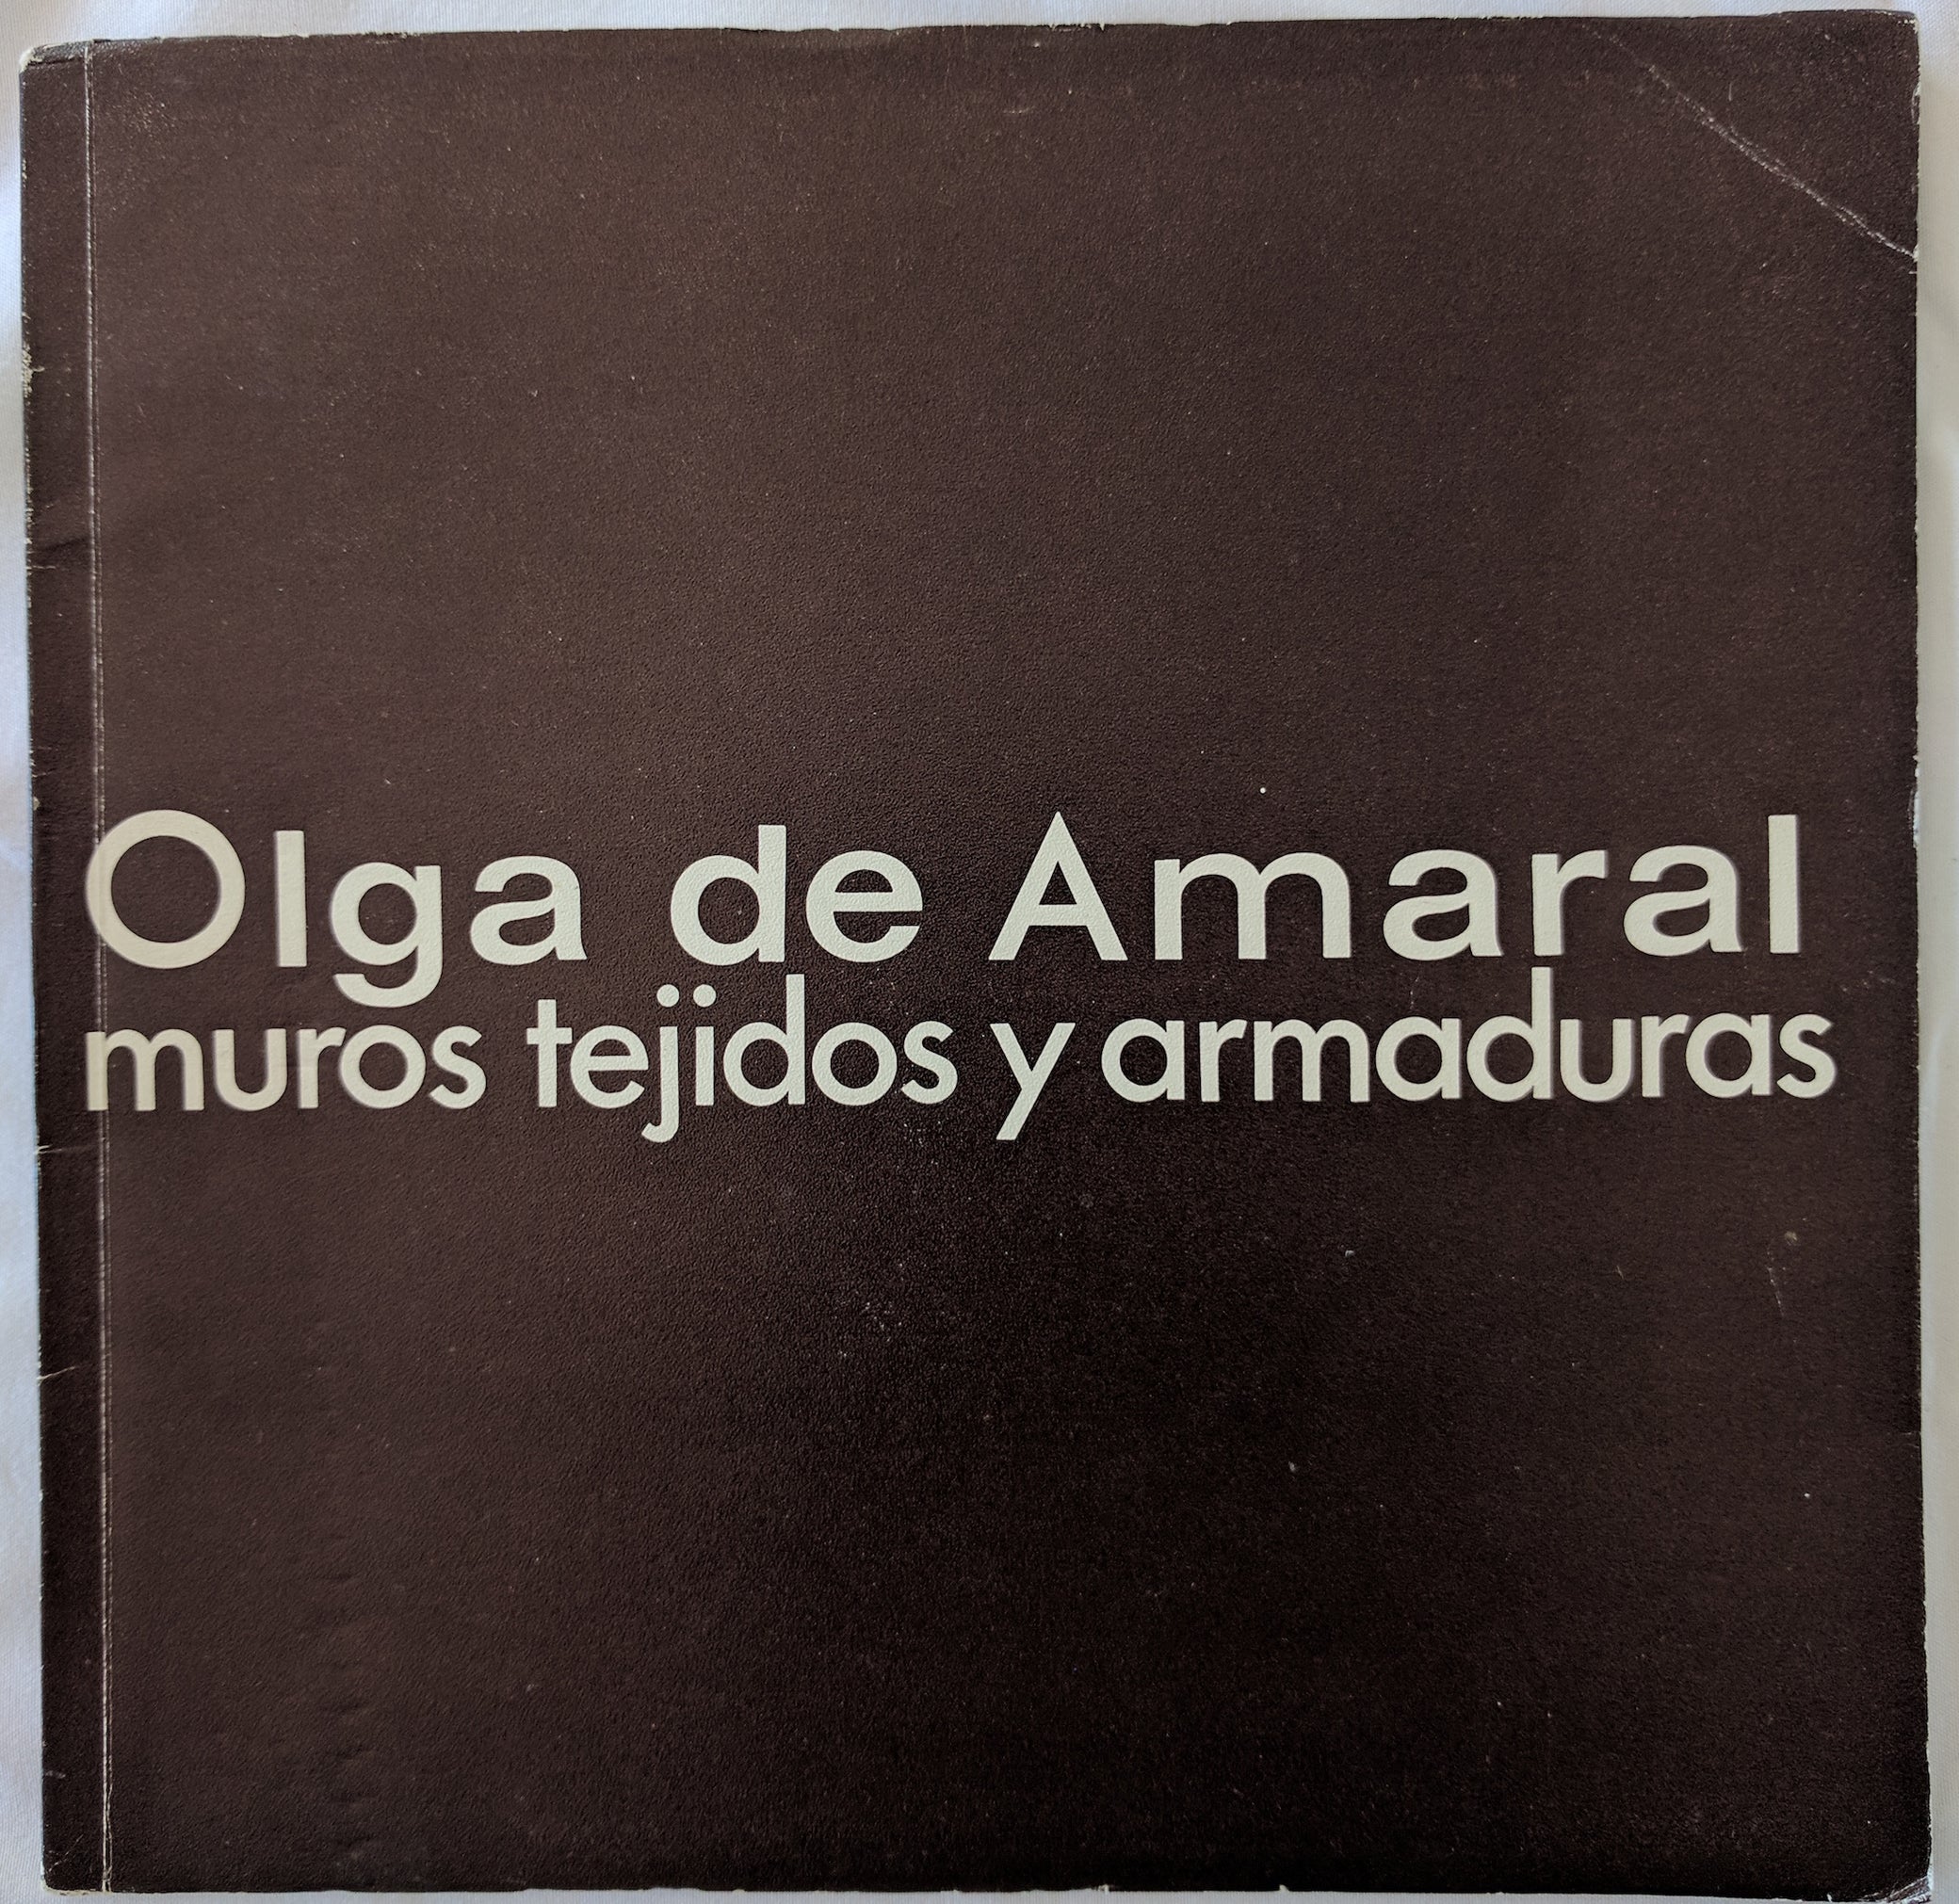 Olga de Amaral
muros tejidos y armaduras